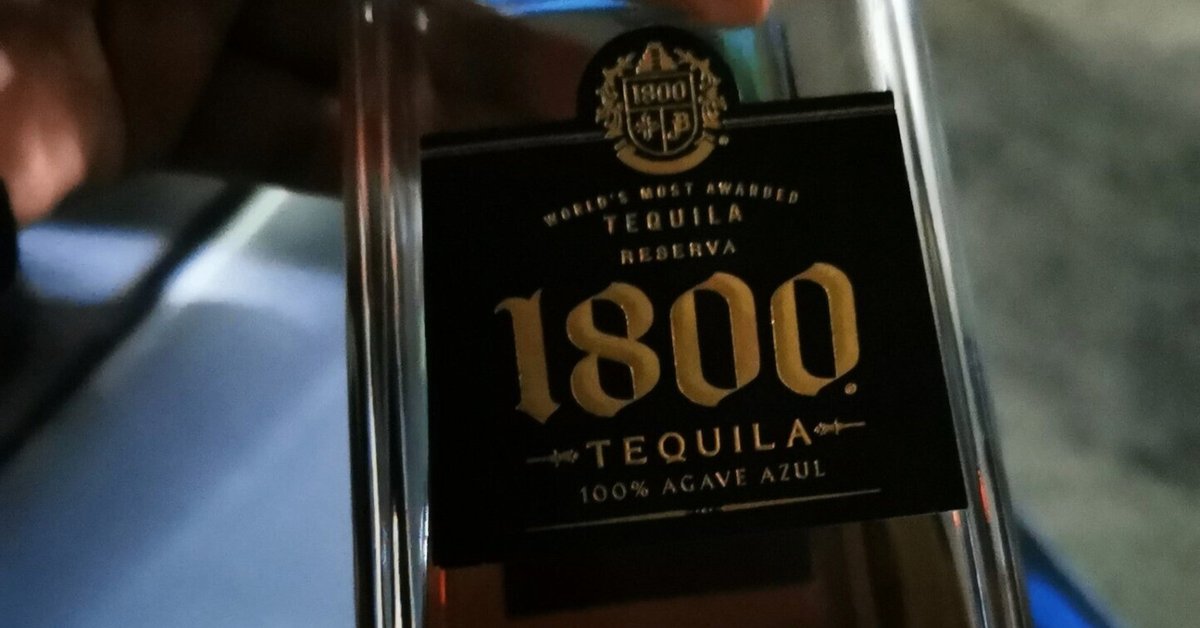 1800
WORLD'S MOST AWARDED
TEQUILA
RESERVA
1800
TEQUILA
100% AGAVE AZUL